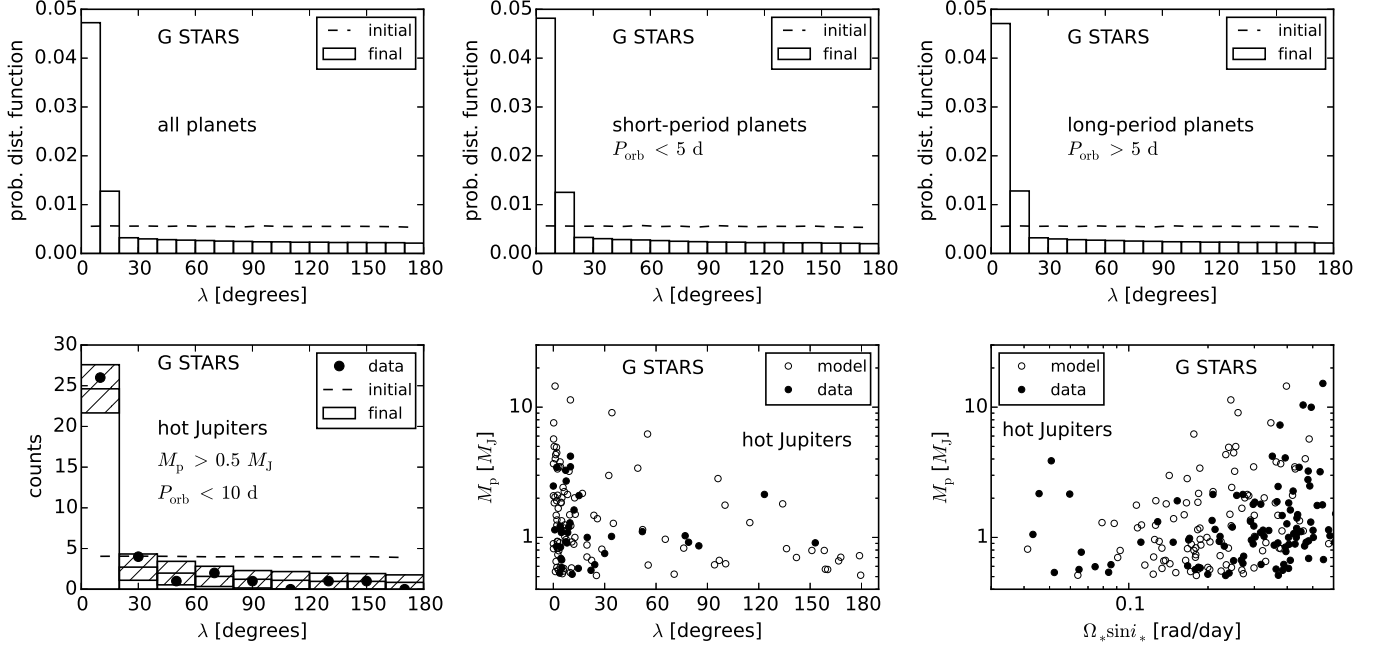 0.05
0.04
0.03
0.02
0.01
0.00
prob. dist. function
G STARS
initial
final
all planets
0 30 60 90 120 150 180
λ [degrees]
0.05
0.04
0.03
0.02
0.01
0.00
prob. dist. function
G STARS
initial
final
short-period planets
P_orb < 5 d
0 30 60 90 120 150 180
λ [degrees]
0.05
0.04
0.03
0.02
0.01
0.00
prob. dist. function
G STARS
initial
final
long-period planets
P_orb > 5 d
0 30 60 90 120 150 180
λ [degrees]
30
25
20
15
10
5
0
counts
G STARS
data
initial
final
hot Jupiters
M_p > 0.5 M_J
P_orb < 10 d
0 30 60 90 120 150 180
λ [degrees]
10
1
M_p [M_J]
G STARS
model
data
hot Jupiters
0 30 60 90 120 150 180
λ [degrees]
10
1
M_p [M_J]
model
data
G STARS
hot Jupiters
0.1
Ω_* sin i_* [rad/day]